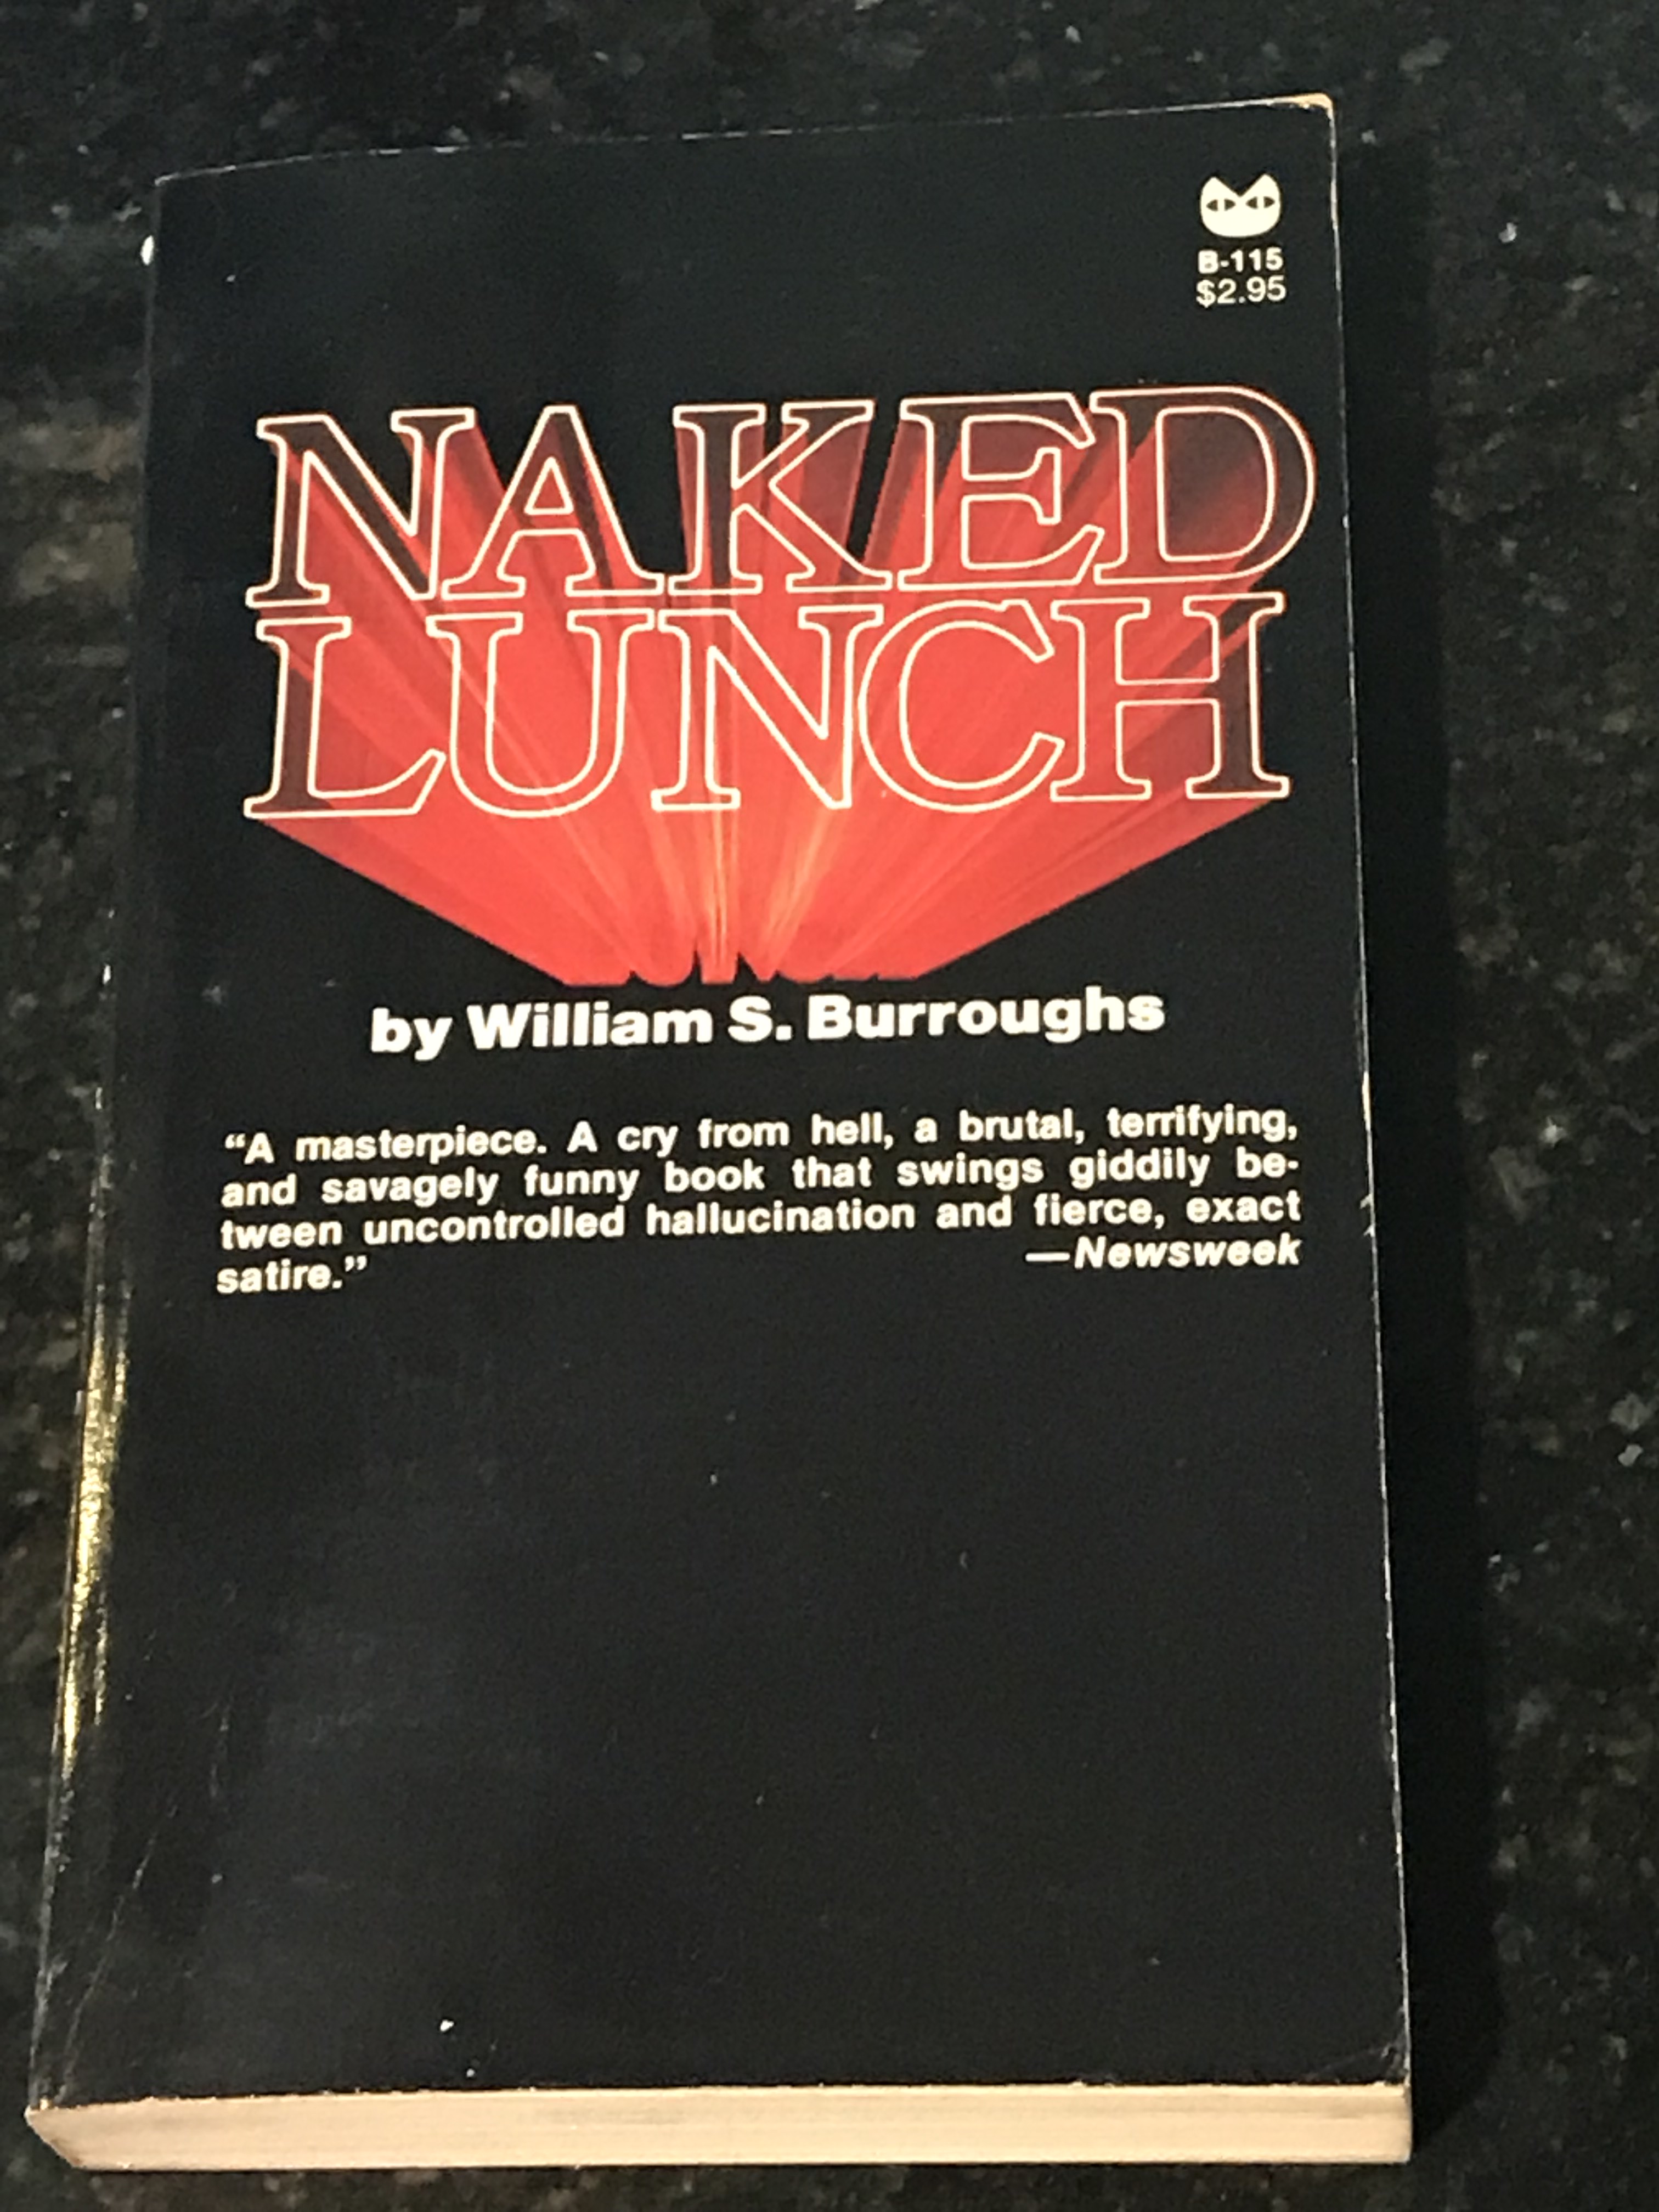 B-115
$2.95
NAKED
LUNCH
by William S. Burroughs
“A masterpiece. A cry from hell, a brutal, terrifying,
and savagely funny book that swings giddily be-
tween uncontrolled hallucination and fierce, exact
satire.” —Newsweek